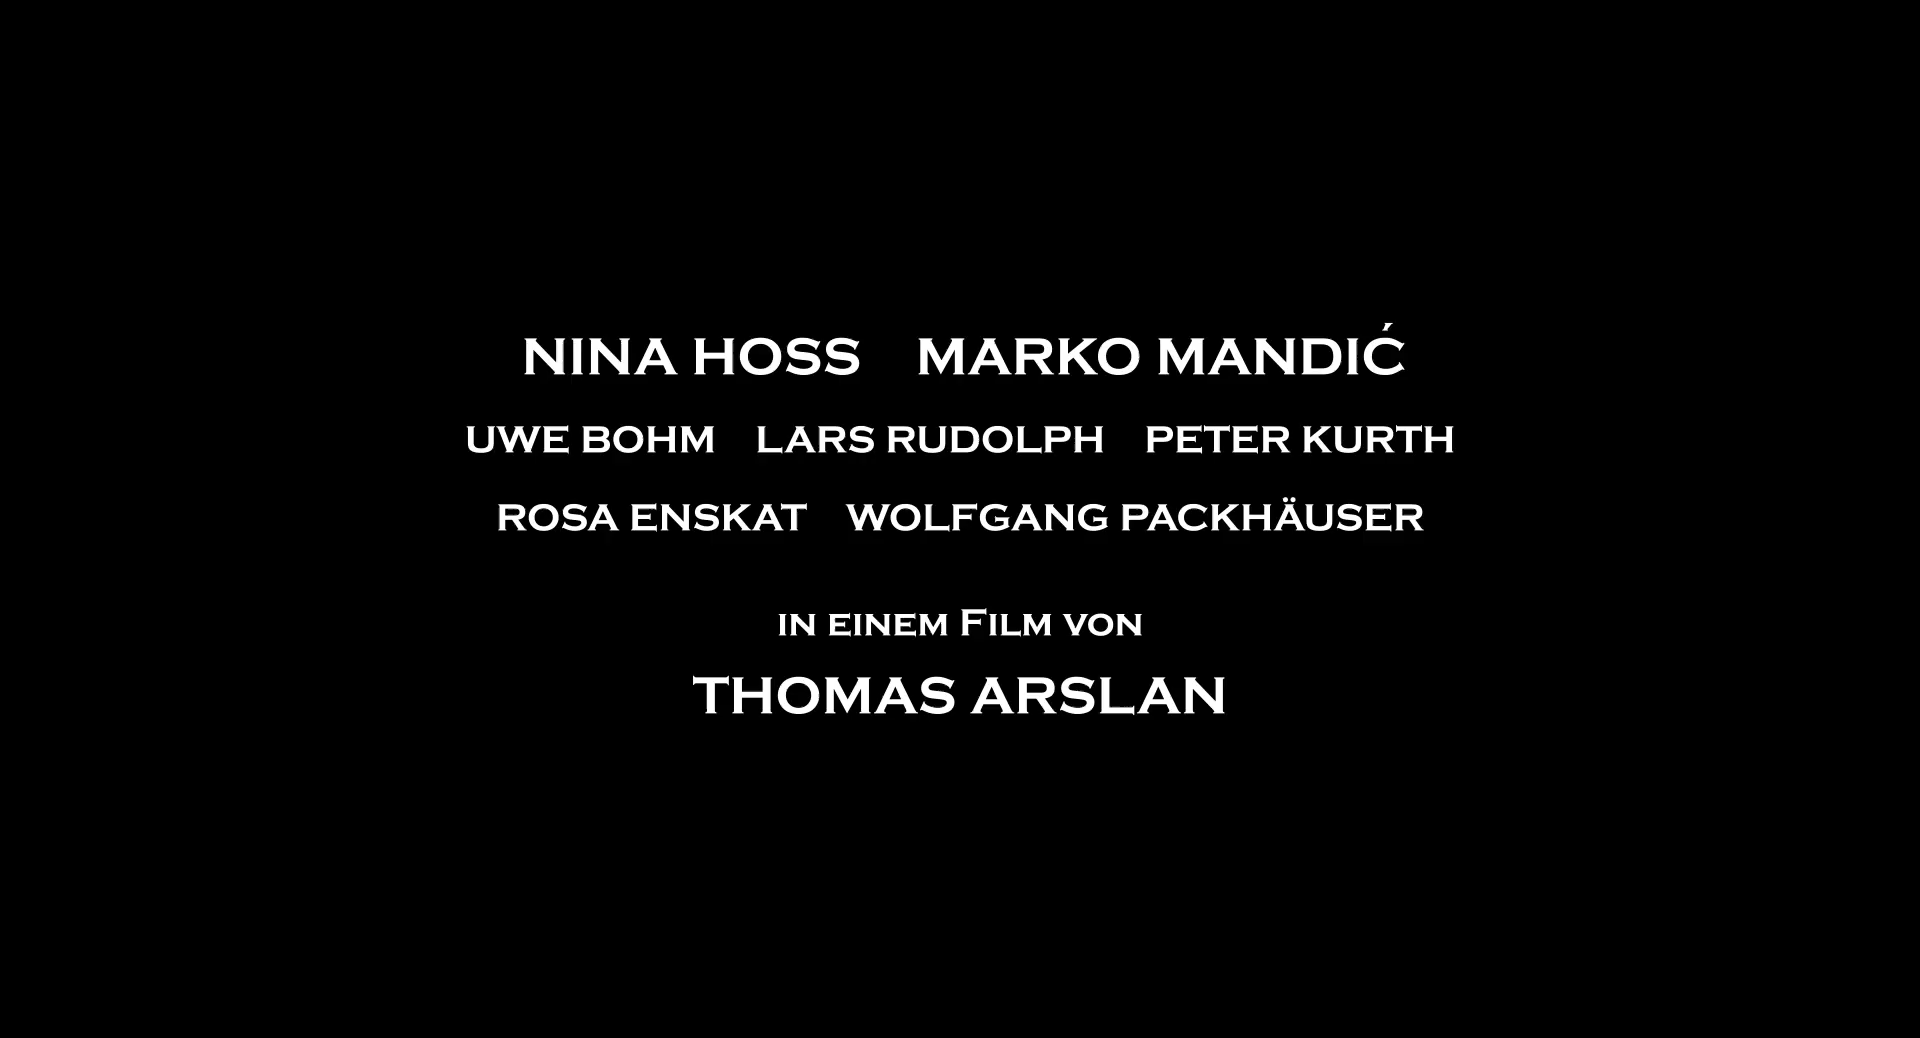 NINA HOSS MARKO MANDIĆ
UWE BOHM LARS RUDOLPH PETER KURTH
ROSA ENSKAT WOLFGANG PACKHÄUSER
IN EINEM FILM VON
THOMAS ARSLAN